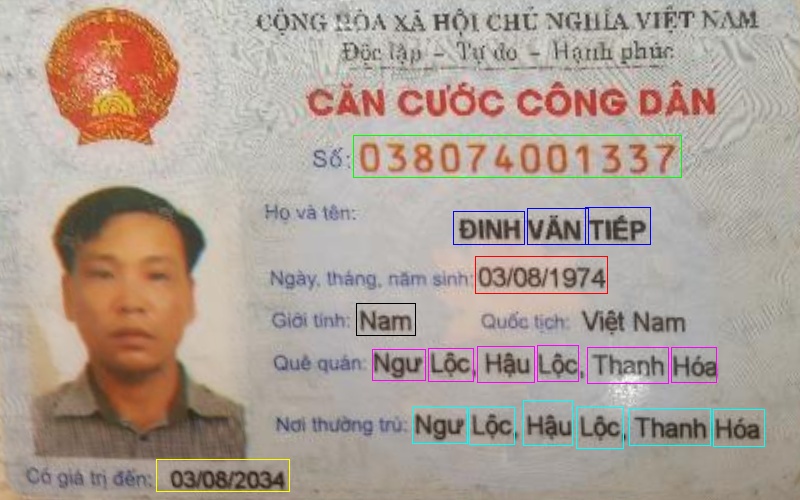 CỘNG HÒA XÃ HỘI CHỦ NGHĨA VIỆT NAM
Độc lập - Tự do - Hạnh phúc
CĂN CƯỚC CÔNG DÂN
Số: 038074001337
Họ và tên:
ĐINH VĂN TIẾP
Ngày, tháng, năm sinh: 03/08/1974
Giới tính: Nam Quốc tịch: Việt Nam
Quê quán: Ngư Lộc, Hậu Lộc, Thanh Hóa
Nơi thường trú: Ngư Lộc, Hậu Lộc, Thanh Hóa
Có giá trị đến: 03/08/2034